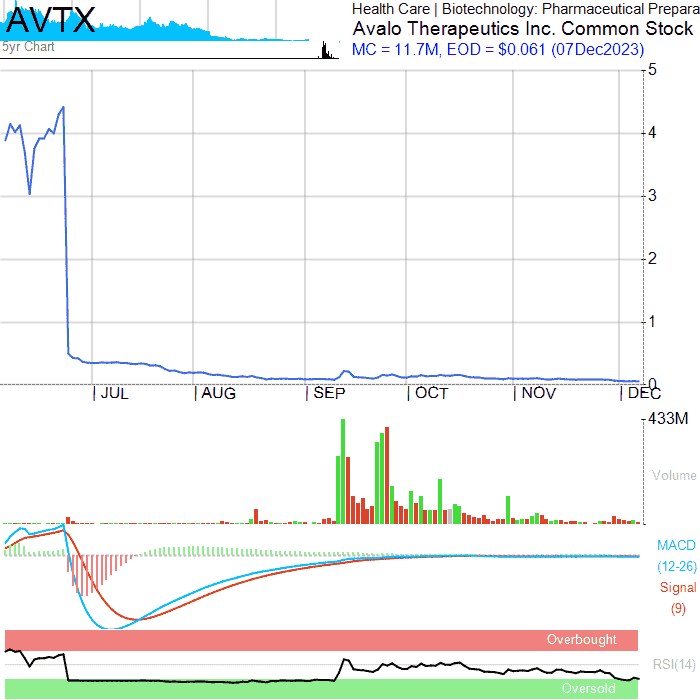 AVTX
5yr Chart
Health Care | Biotechnology: Pharmaceutical Prepara
Avalo Therapeutics Inc. Common Stock
MC = 11.7M, EOD = $0.061 (07Dec2023)
5
4
3
2
1
0
JUL
AUG
SEP
OCT
NOV
DEC
433M
Volume
MACD
(12-26)
Signal
(9)
Overbought
RSI(14)
Oversold